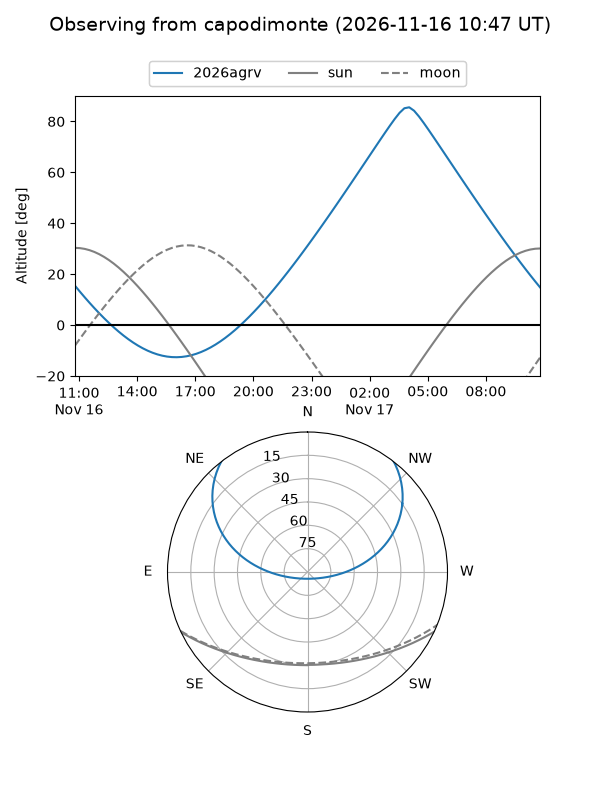 Observing from capodimonte (2026-11-16 10:47 UT)
2026agrv sun moon
Altitude [deg]
80
60
40
20
0
−20
11:00 14:00 17:00 20:00 23:00 02:00 05:00 08:00
Nov 16 Nov 17
N
NE NW
15
30
45
60
75
E W
SE SW
S